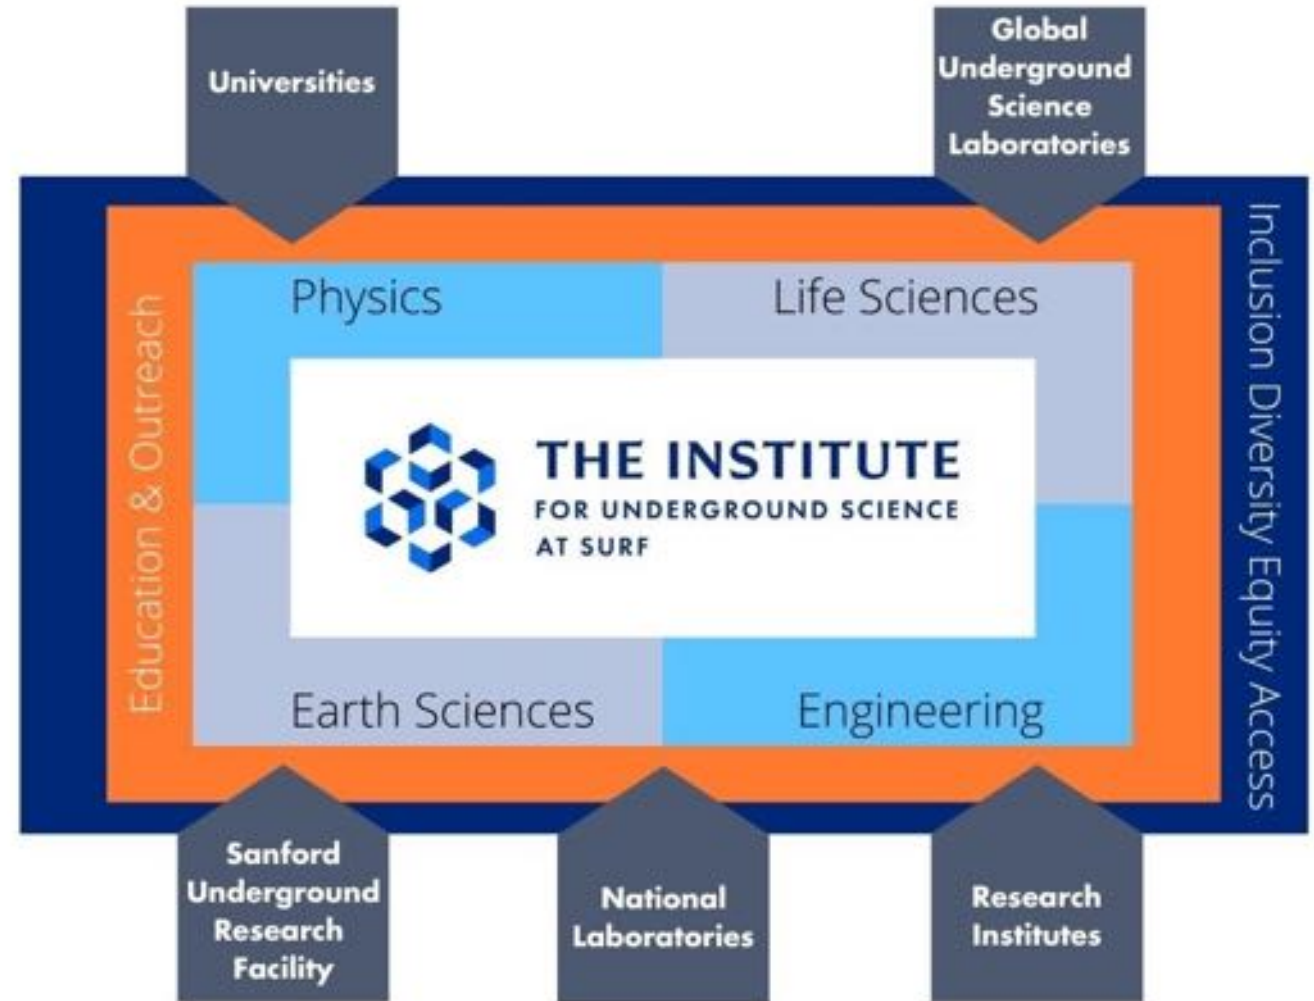 Universities
Global
Underground
Science
Laboratories
Physics
Life Sciences
Education & Outreach
Inclusion Diversity Equity Access
THE INSTITUTE
FOR UNDERGROUND SCIENCE
AT SURF
Earth Sciences
Engineering
Sanford
Underground
Research
Facility
National
Laboratories
Research
Institutes